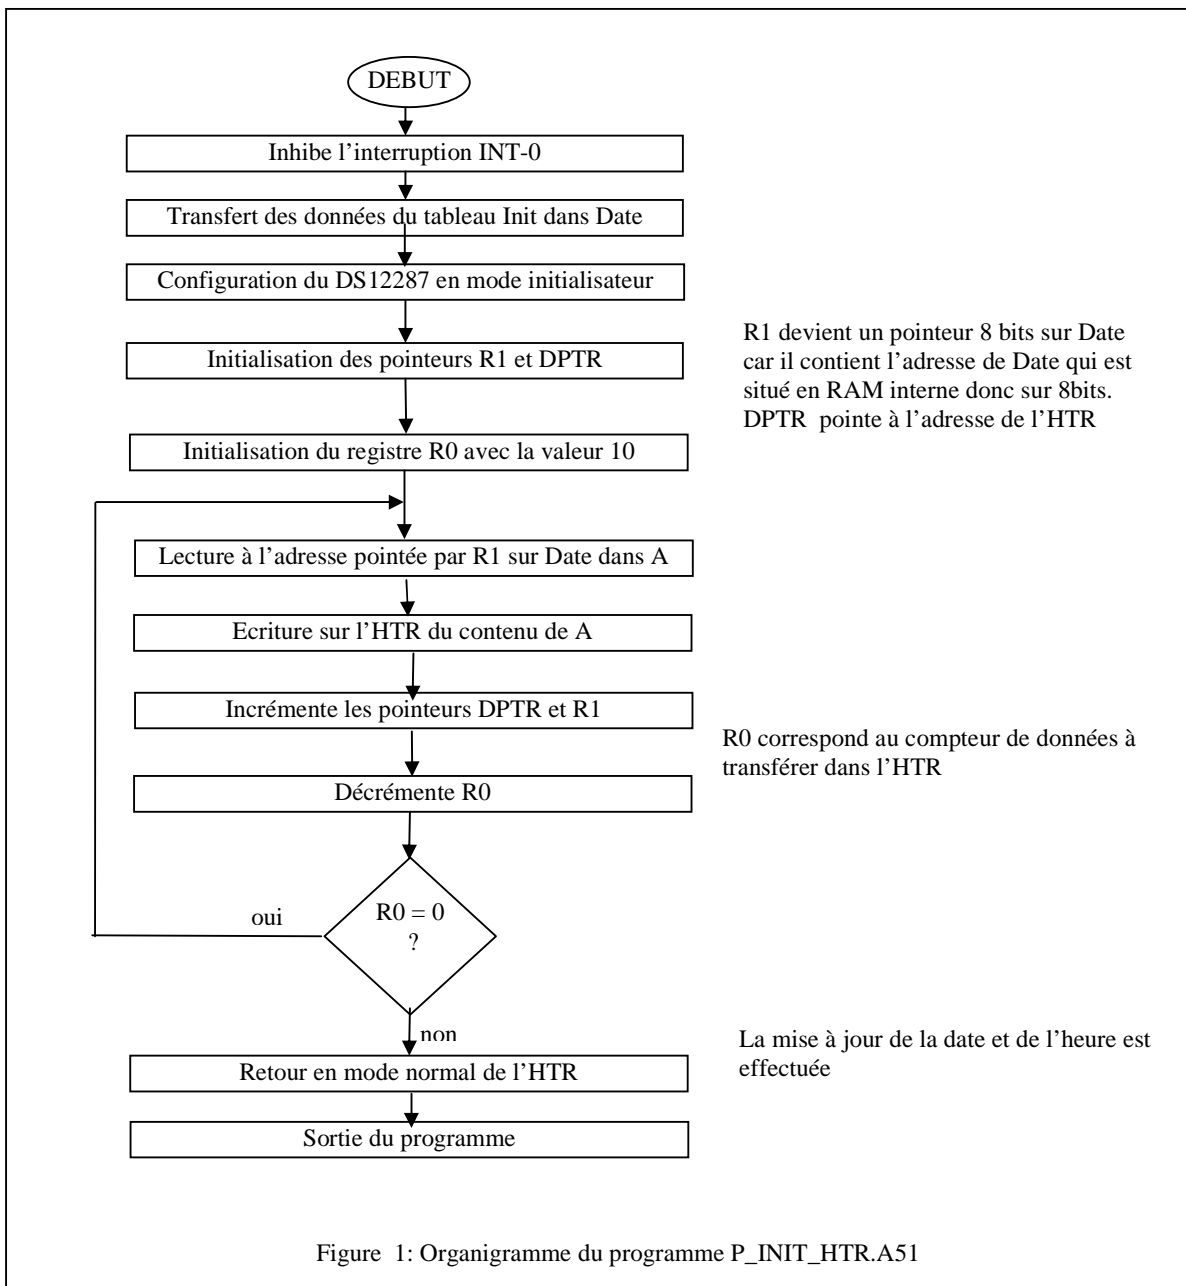 DEBUT
Inhibe l’interruption INT-0
Transfert des données du tableau Init dans Date
Configuration du DS12287 en mode initialisateur
Initialisation des pointeurs R1 et DPTR
R1 devient un pointeur 8 bits sur Date
car il contient l’adresse de Date qui est
situé en RAM interne donc sur 8bits.
DPTR pointe à l’adresse de l’HTR
Initialisation du registre R0 avec la valeur 10
Lecture à l’adresse pointée par R1 sur Date dans A
Ecriture sur l’HTR du contenu de A
Incrémente les pointeurs DPTR et R1
R0 correspond au compteur de données à
transférer dans l’HTR
Décrémente R0
R0 = 0
?
oui
non
La mise à jour de la date et de l’heure est
effectuée
Retour en mode normal de l’HTR
Sortie du programme
Figure 1: Organigramme du programme P_INIT_HTR.A51